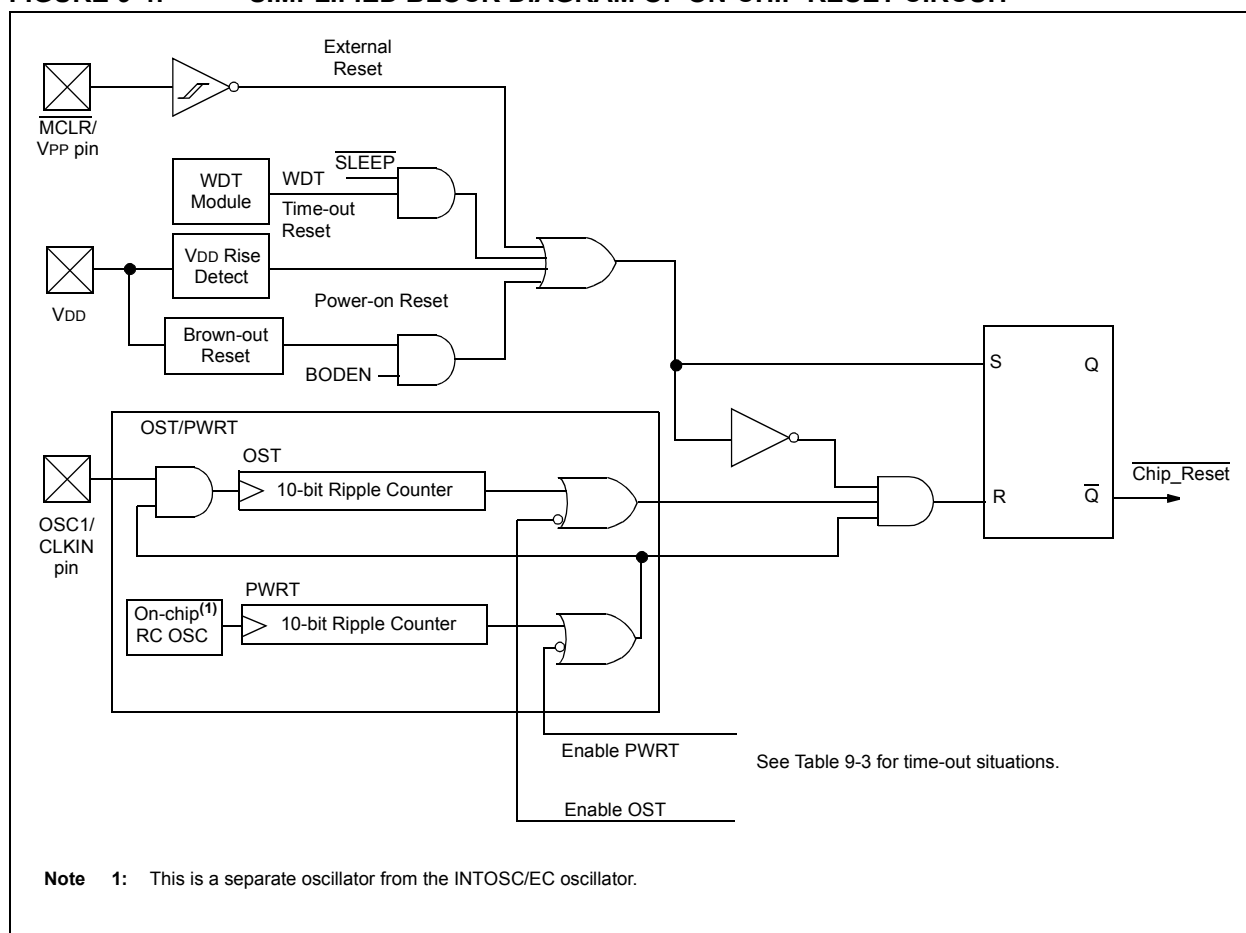 External
Reset
MCLR/
VPP pin
SLEEP
WDT
Module
WDT
Time-out
Reset
VDD Rise
Detect
VDD
Power-on Reset
Brown-out
Reset
BODEN
S
Q
OST/PWRT
OST
10-bit Ripple Counter
OSC1/
CLKIN
pin
R
Q
Chip_Reset
PWRT
On-chip(1)
RC OSC
10-bit Ripple Counter
Enable PWRT
See Table 9-3 for time-out situations.
Enable OST
Note 1: This is a separate oscillator from the INTOSC/EC oscillator.